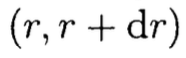 (r, r + dr)